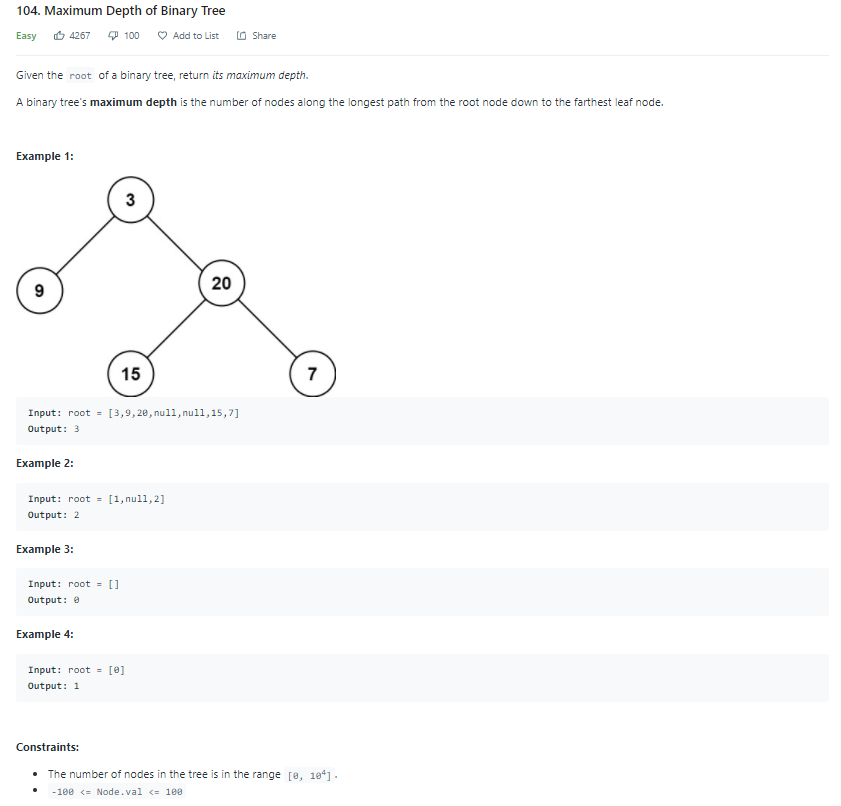 104. Maximum Depth of Binary Tree
Easy 4267 100 Add to List Share
Given the root of a binary tree, return its maximum depth.
A binary tree's maximum depth is the number of nodes along the longest path from the root node down to the farthest leaf node.
Example 1:
3
9
20
15
7
Input: root = [3,9,20,null,null,15,7]
Output: 3
Example 2:
Input: root = [1,null,2]
Output: 2
Example 3:
Input: root = []
Output: 0
Example 4:
Input: root = [0]
Output: 1
Constraints:
• The number of nodes in the tree is in the range [0, 10⁴].
• -100 <= Node.val <= 100